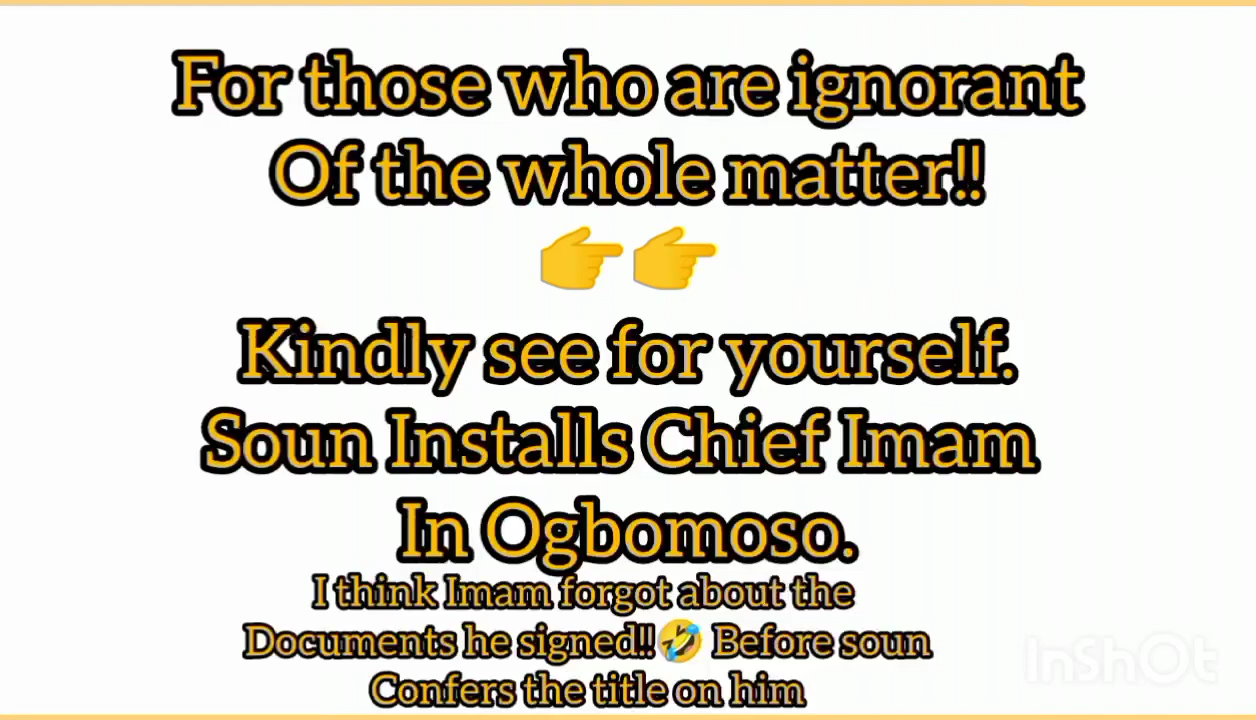 For those who are ignorant
Of the whole matter!!
👉👉
Kindly see for yourself.
Soun Installs Chief Imam
In Ogbomoso.
I think Imam forgot about the
Documents he signed!!🤣 Before soun
Confers the title on him
InShOt